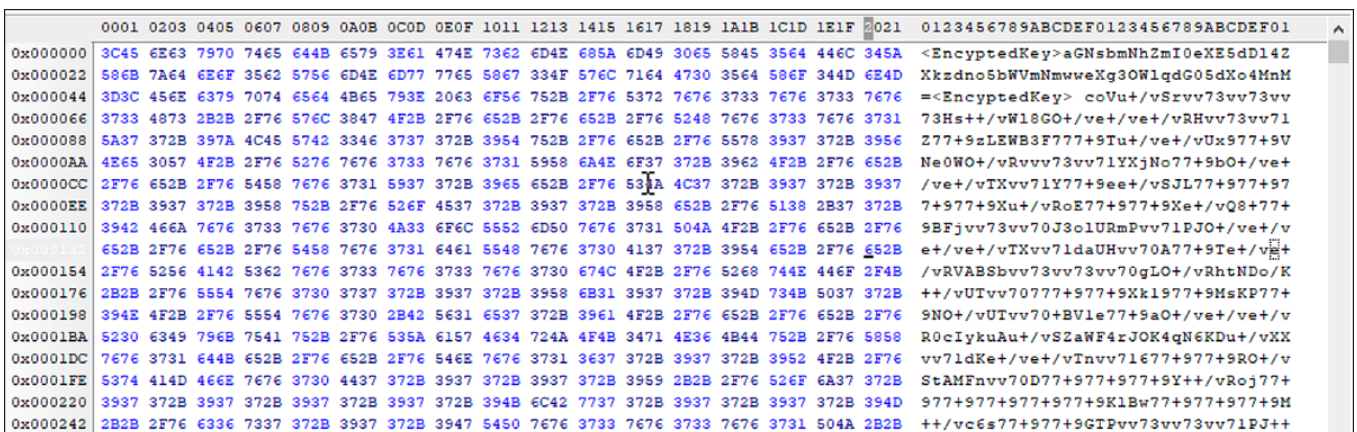 0001 0203 0405 0607 0809 0A0B 0C0D 0E0F 1011 1213 1415 1617 1819 1A1B 1C1D 1E1F 2021 0123456789ABCDEF0123456789ABCDEF01
0x000000 3C45 6E63 7970 7465 644B 6579 3E61 474E 7362 6D4E 685A 6D49 3065 5845 3564 446C 345A <EncryptedKey>aGNsbmNhZmI0eXE5dDl4Z
0x000022 586B 7A64 6E6F 3562 5756 6D4E 6D77 7765 5867 334F 576C 7164 4730 3564 586F 344D 6E4D Xkzdno5bWVmNmwweXg3OWlqdG05dXo4MnM
0x000044 3D3C 456E 6379 7074 6564 4B65 793E 2063 6F56 752B 2F76 5372 7676 3733 7676 3733 7676 =<EncyptedKey> coVu+/vSrvv73vv73vv
0x000066 3733 4873 2B2B 2F76 576C 3847 4F2B 2F76 652B 2F76 652B 2F76 5248 7676 3733 7676 3731 73Hs++/vWl8GO+/ve+/ve+/vRHvv73vv71
0x000088 5A37 372B 397A 4C45 5742 3346 3737 372B 3954 752B 2F76 652B 2F76 5578 3937 372B 3956 Z77+9zLEWB3F777+9Tu+/ve+/vUx977+9V
0x0000AA 4E65 3057 4F2B 2F76 5276 7676 3733 7676 3731 5958 6A4E 6F37 372B 3962 4F2B 2F76 652B Ne0WO+/vRvvv73vv71YXjNo77+9bO+/ve+
0x0000CC 2F76 652B 2F76 5458 7676 3731 5937 372B 3965 652B 2F76 534A 4C37 372B 3937 372B 3937 /ve+/vTXvv71Y77+9ee+/vSJL77+977+97
0x0000EE 372B 3937 372B 3958 752B 2F76 526F 4537 372B 3937 372B 3958 652B 2F76 5138 2B37 372B 7+977+9Xu+/vRoE77+977+9Xe+/vQ8+77+
0x000110 3942 466A 7676 3733 7676 3730 4A33 6F6C 5552 6D50 7676 3731 504A 4F2B 2F76 652B 2F76 9BFjvv73vv70J3olURmPvv71PJO+/ve+/v
0x000132 652B 2F76 652B 2F76 5458 7676 3731 6461 5548 7676 3730 4137 372B 3954 652B 2F76 652B e+/ve+/vTXvv71daUHvv70A77+9Te+/ve+
0x000154 2F76 5256 4142 5362 7676 3733 7676 3733 7676 3730 674C 4F2B 2F76 5268 744E 446F 2F4B /vRVABSbvv73vv73vv70gLO+/vRhtNDo/K
0x000176 2B2B 2F76 5554 7676 3730 3737 372B 3937 372B 3958 6B31 3937 372B 394D 734B 5037 372B ++/vUTvv70777+977+9Xk1977+9MsKP77+
0x000198 394E 4F2B 2F76 5554 7676 3730 2B42 5631 6537 372B 3961 4F2B 2F76 652B 2F76 652B 2F76 9NO+/vUTvv70+BV1e77+9aO+/ve+/ve+/v
0x0001BA 5230 6349 796B 7541 752B 2F76 535A 6157 4634 724A 4F4B 3471 4E36 4B44 752B 2F76 5858 R0cIykuAu+/vSZaWF4rJOK4qN6KDu+/vXX
0x0001DC 7676 3731 644B 652B 2F76 652B 2F76 546E 7676 3731 3637 372B 3937 372B 3952 4F2B 2F76 vv71dKe+/ve+/vTnvv71677+977+9RO+/v
0x0001FE 5374 414D 466E 7676 3730 4437 372B 3937 372B 3937 372B 3959 2B2B 2F76 526F 6A37 372B StAMFnvv70D77+977+977+9Y++/vRoj77+
0x000220 3937 372B 3937 372B 3937 372B 3937 372B 394B 6C42 7737 372B 3937 372B 3937 372B 394D 977+977+977+977+9KlBw77+977+977+9M
0x000242 2B2B 2F76 6336 7337 372B 3937 372B 3947 5450 7676 3733 7676 3733 7676 3731 504A 2B2B ++/vc6s77+977+9GTPvv73vv73vv71PJ++